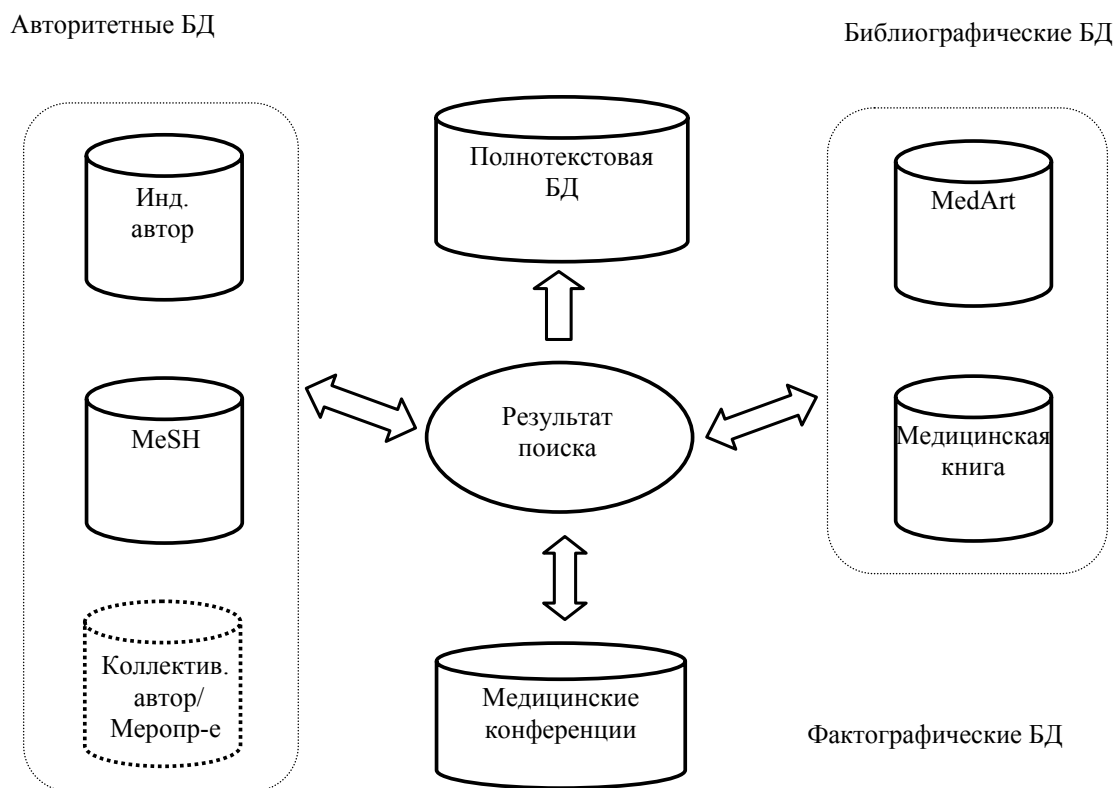 Авторитетные БД
Библиографические БД
Полнотекстовая
БД
Инд.
автор
MedArt
Результат
поиска
MeSH
Медицинская
книга
Коллектив.
автор/
Меропр-е
Медицинские
конференции
Фактографические БД